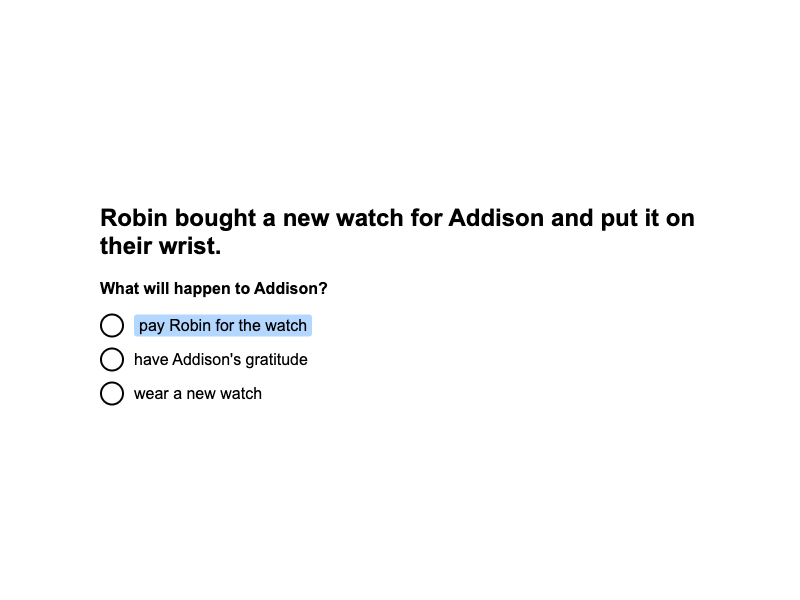 Robin bought a new watch for Addison and put it on
their wrist.
What will happen to Addison?
pay Robin for the watch
have Addison's gratitude
wear a new watch